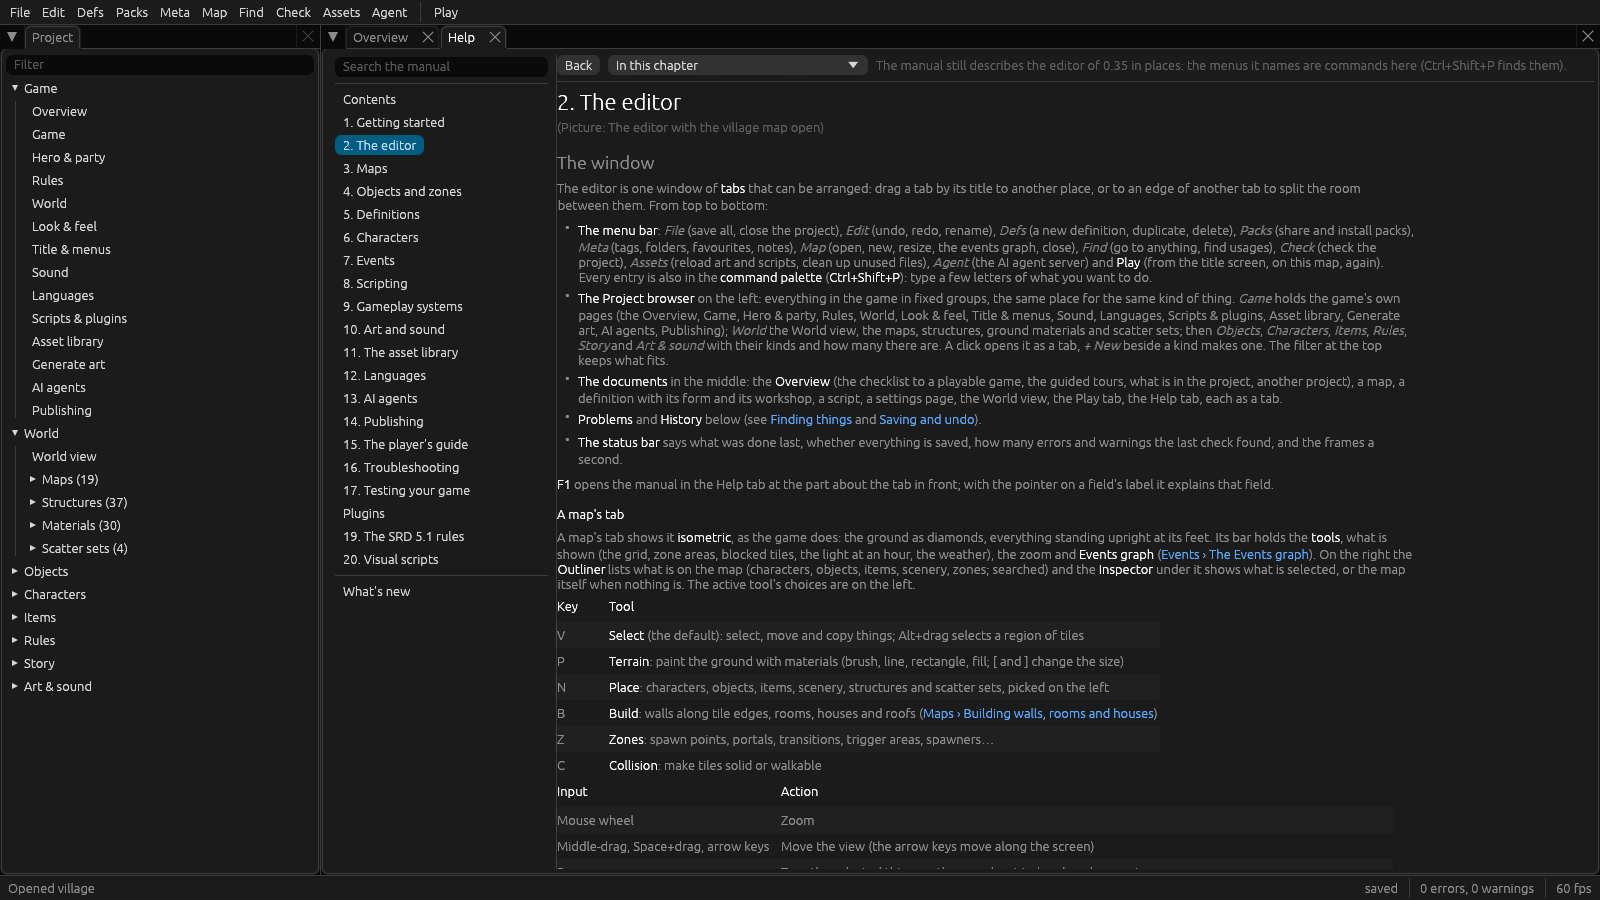 File Edit Defs Packs Meta Map Find Check Assets Agent Play
Project
Overview
Help
Filter
Game
Overview
Game
Hero & party
Rules
World
Look & feel
Title & menus
Sound
Languages
Scripts & plugins
Asset library
Generate art
AI agents
Publishing
World
World view
Maps (19)
Structures (37)
Materials (30)
Scatter sets (4)
Objects
Characters
Items
Rules
Story
Art & sound
Search the manual
Contents
1. Getting started
2. The editor
3. Maps
4. Objects and zones
5. Definitions
6. Characters
7. Events
8. Scripting
9. Gameplay systems
10. Art and sound
11. The asset library
12. Languages
13. AI agents
14. Publishing
15. The player's guide
16. Troubleshooting
17. Testing your game
Plugins
19. The SRD 5.1 rules
20. Visual scripts
What's new
Back
In this chapter
The manual still describes the editor of 0.35 in places: the menus it names are commands here (Ctrl+Shift+P finds them).
2. The editor
(Picture: The editor with the village map open)
The window
The editor is one window of tabs that can be arranged: drag a tab by its title to another place, or to an edge of another tab to split the room
between them. From top to bottom:
• The menu bar: File (save all, close the project), Edit (undo, redo, rename), Defs (a new definition, duplicate, delete), Packs (share and install packs),
Meta (tags, folders, favourites, notes), Map (open, new, resize, the events graph, close), Find (go to anything, find usages), Check (check the
project), Assets (reload art and scripts, clean up unused files), Agent (the AI agent server) and Play (from the title screen, on this map, again).
Every entry is also in the command palette (Ctrl+Shift+P): type a few letters of what you want to do.
• The Project browser on the left: everything in the game in fixed groups, the same place for the same kind of thing. Game holds the game's own
pages (the Overview, Game, Hero & party, Rules, World, Look & feel, Title & menus, Sound, Languages, Scripts & plugins, Asset library, Generate
art, AI agents, Publishing); World the World view, the maps, structures, ground materials and scatter sets; then Objects, Characters, Items, Rules,
Story and Art & sound with their kinds and how many there are. A click opens it as a tab, + New beside a kind makes one. The filter at the top
keeps what fits.
• The documents in the middle: the Overview (the checklist to a playable game, the guided tours, what is in the project, another project), a map, a
definition with its form and its workshop, a script, a settings page, the World view, the Play tab, the Help tab, each as a tab.
• Problems and History below (see Finding things and Saving and undo).
• The status bar says what was done last, whether everything is saved, how many errors and warnings the last check found, and the frames a
second.
F1 opens the manual in the Help tab at the part about the tab in front; with the pointer on a field's label it explains that field.
A map's tab
A map's tab shows it isometric, as the game does: the ground as diamonds, everything standing upright at its feet. Its bar holds the tools, what is
shown (the grid, zone areas, blocked tiles, the light at an hour, the weather), the zoom and Events graph (Events › The Events graph). On the right the
Outliner lists what is on the map (characters, objects, items, scenery, zones; searched) and the Inspector under it shows what is selected, or the map
itself when nothing is. The active tool's choices are on the left.
Key Tool
V Select (the default): select, move and copy things; Alt+drag selects a region of tiles
P Terrain: paint the ground with materials (brush, line, rectangle, fill; [ and ] change the size)
N Place: characters, objects, items, scenery, structures and scatter sets, picked on the left
B Build: walls along tile edges, rooms, houses and roofs (Maps › Building walls, rooms and houses)
Z Zones: spawn points, portals, transitions, trigger areas, spawners…
C Collision: make tiles solid or walkable
Input Action
Mouse wheel Zoom
Middle-drag, Space+drag, arrow keys Move the view (the arrow keys move along the screen)
Opened village
saved
0 errors, 0 warnings
60 fps